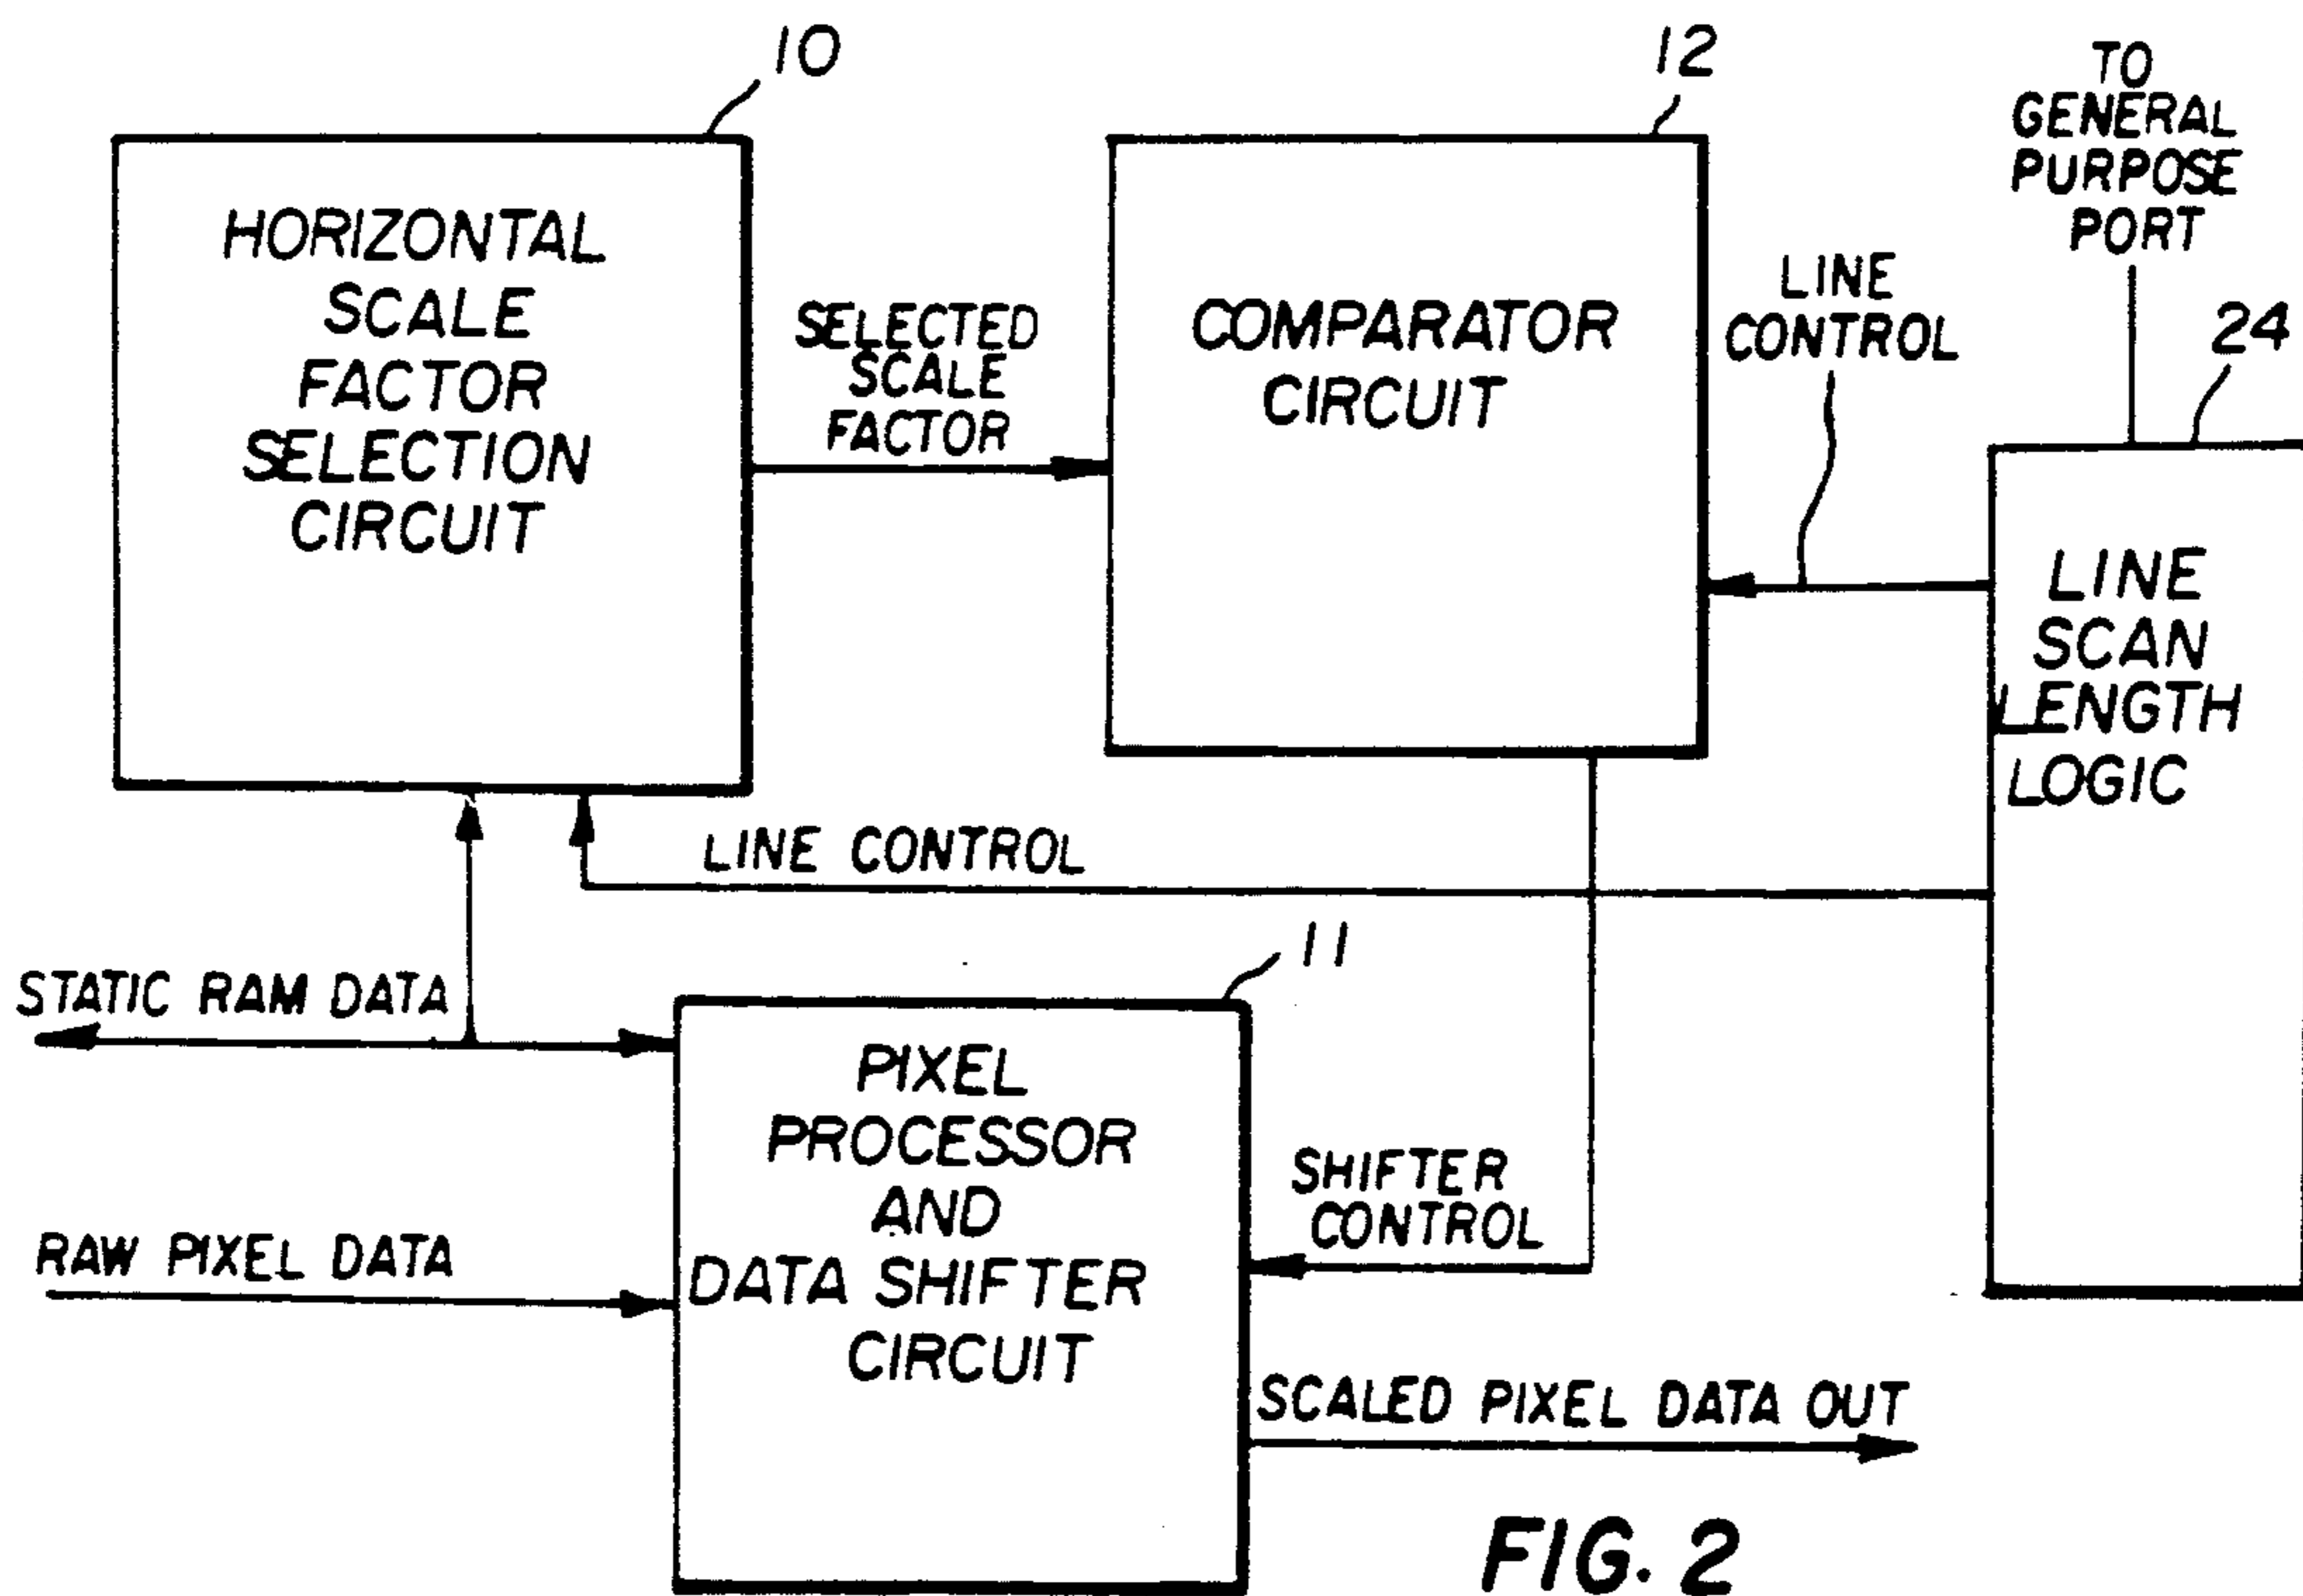 10
HORIZONTAL
SCALE
FACTOR
SELECTION
CIRCUIT
SELECTED
SCALE
FACTOR
12
COMPARATOR
CIRCUIT
LINE
CONTROL
TO
GENERAL
PURPOSE
PORT
24
LINE
SCAN
LENGTH
LOGIC
LINE CONTROL
STATIC RAM DATA
RAW PIXEL DATA
11
PIXEL
PROCESSOR
AND
DATA SHIFTER
CIRCUIT
SHIFTER
CONTROL
SCALED PIXEL DATA OUT
FIG. 2